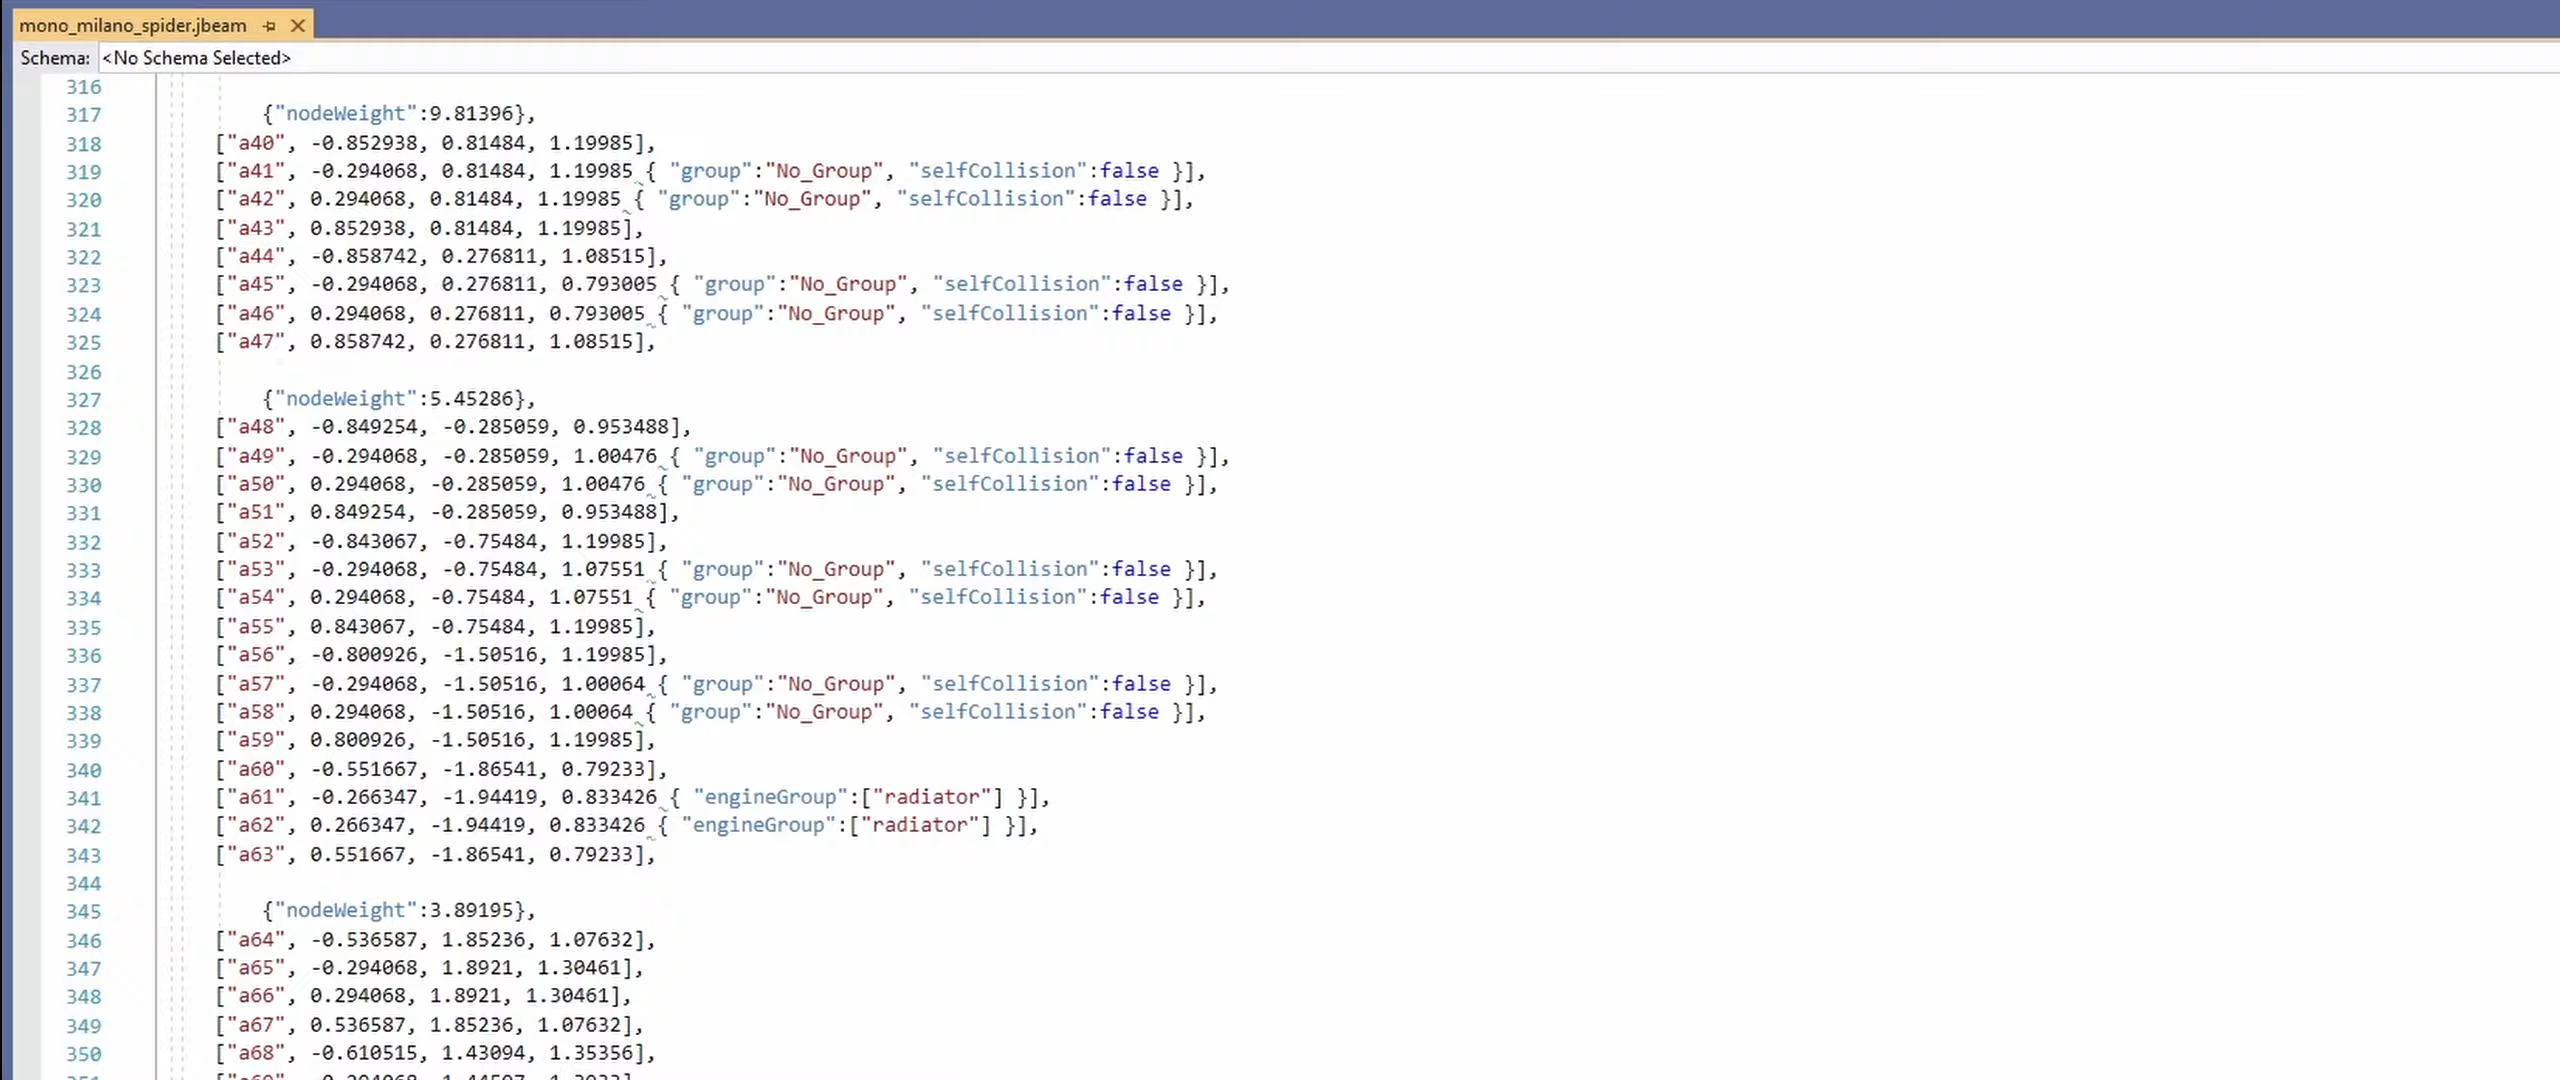 mono_milano_spider.jbeam
Schema: <No Schema Selected>
316
317 {"nodeWeight":9.81396},
318 ["a40", -0.852938, 0.81484, 1.19985],
319 ["a41", -0.294068, 0.81484, 1.19985 { "group":"No_Group", "selfCollision":false }],
320 ["a42", 0.294068, 0.81484, 1.19985 { "group":"No_Group", "selfCollision":false }],
321 ["a43", 0.852938, 0.81484, 1.19985],
322 ["a44", -0.858742, 0.276811, 1.08515],
323 ["a45", -0.294068, 0.276811, 0.793005 { "group":"No_Group", "selfCollision":false }],
324 ["a46", 0.294068, 0.276811, 0.793005 { "group":"No_Group", "selfCollision":false }],
325 ["a47", 0.858742, 0.276811, 1.08515],
326
327 {"nodeWeight":5.45286},
328 ["a48", -0.849254, -0.285059, 0.953488],
329 ["a49", -0.294068, -0.285059, 1.00476 { "group":"No_Group", "selfCollision":false }],
330 ["a50", 0.294068, -0.285059, 1.00476 { "group":"No_Group", "selfCollision":false }],
331 ["a51", 0.849254, -0.285059, 0.953488],
332 ["a52", -0.843067, -0.75484, 1.19985],
333 ["a53", -0.294068, -0.75484, 1.07551 { "group":"No_Group", "selfCollision":false }],
334 ["a54", 0.294068, -0.75484, 1.07551 { "group":"No_Group", "selfCollision":false }],
335 ["a55", 0.843067, -0.75484, 1.19985],
336 ["a56", -0.800926, -1.50516, 1.19985],
337 ["a57", -0.294068, -1.50516, 1.00064 { "group":"No_Group", "selfCollision":false }],
338 ["a58", 0.294068, -1.50516, 1.00064 { "group":"No_Group", "selfCollision":false }],
339 ["a59", 0.800926, -1.50516, 1.19985],
340 ["a60", -0.551667, -1.86541, 0.79233],
341 ["a61", -0.266347, -1.94419, 0.833426 { "engineGroup":["radiator"] }],
342 ["a62", 0.266347, -1.94419, 0.833426 { "engineGroup":["radiator"] }],
343 ["a63", 0.551667, -1.86541, 0.79233],
344
345 {"nodeWeight":3.89195},
346 ["a64", -0.536587, 1.85236, 1.07632],
347 ["a65", -0.294068, 1.8921, 1.30461],
348 ["a66", 0.294068, 1.8921, 1.30461],
349 ["a67", 0.536587, 1.85236, 1.07632],
350 ["a68", -0.610515, 1.43094, 1.35356],